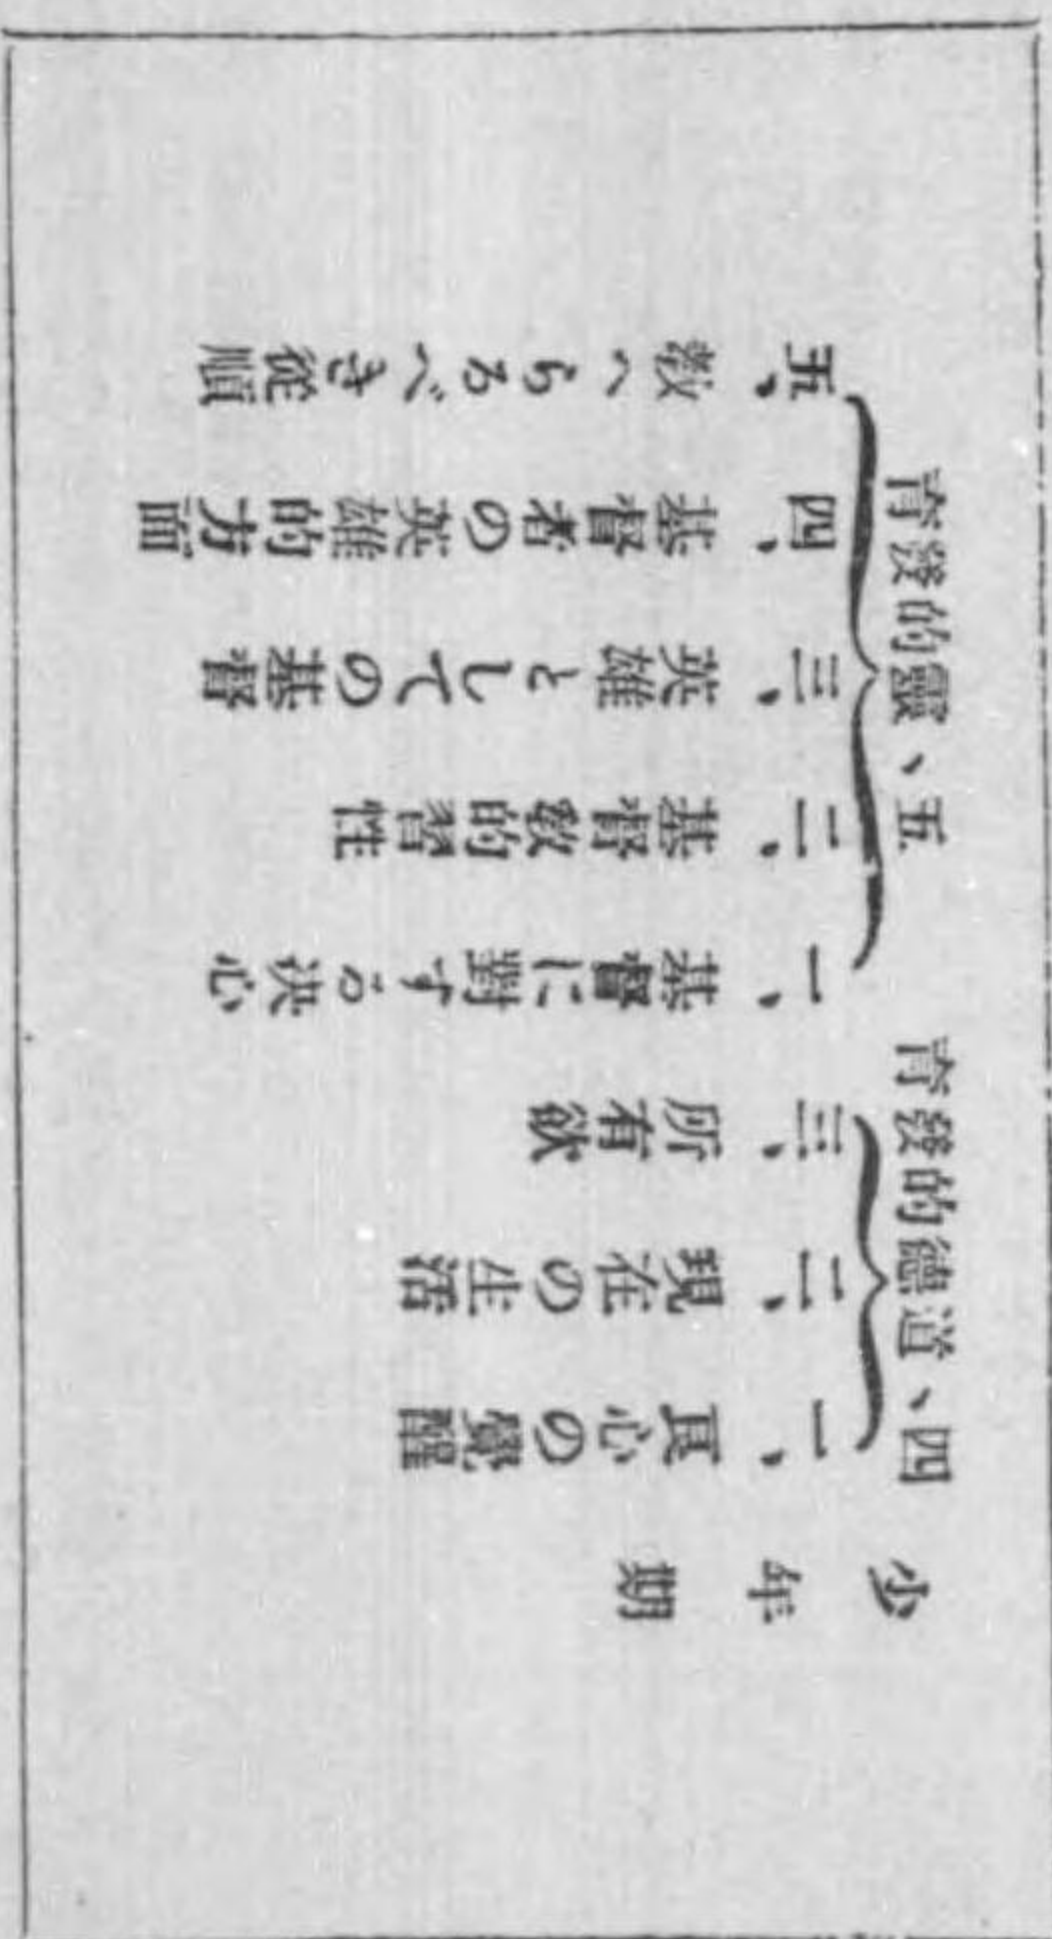 少年期
四、道德的發育
一、良心の覺醒
二、現在の生活
三、所有欲
五、靈的發育
一、基督に對する決心
二、基督敎的習性
三、英雄としての基督
四、基督者の英雄的方面
五、敎へらるべき從順